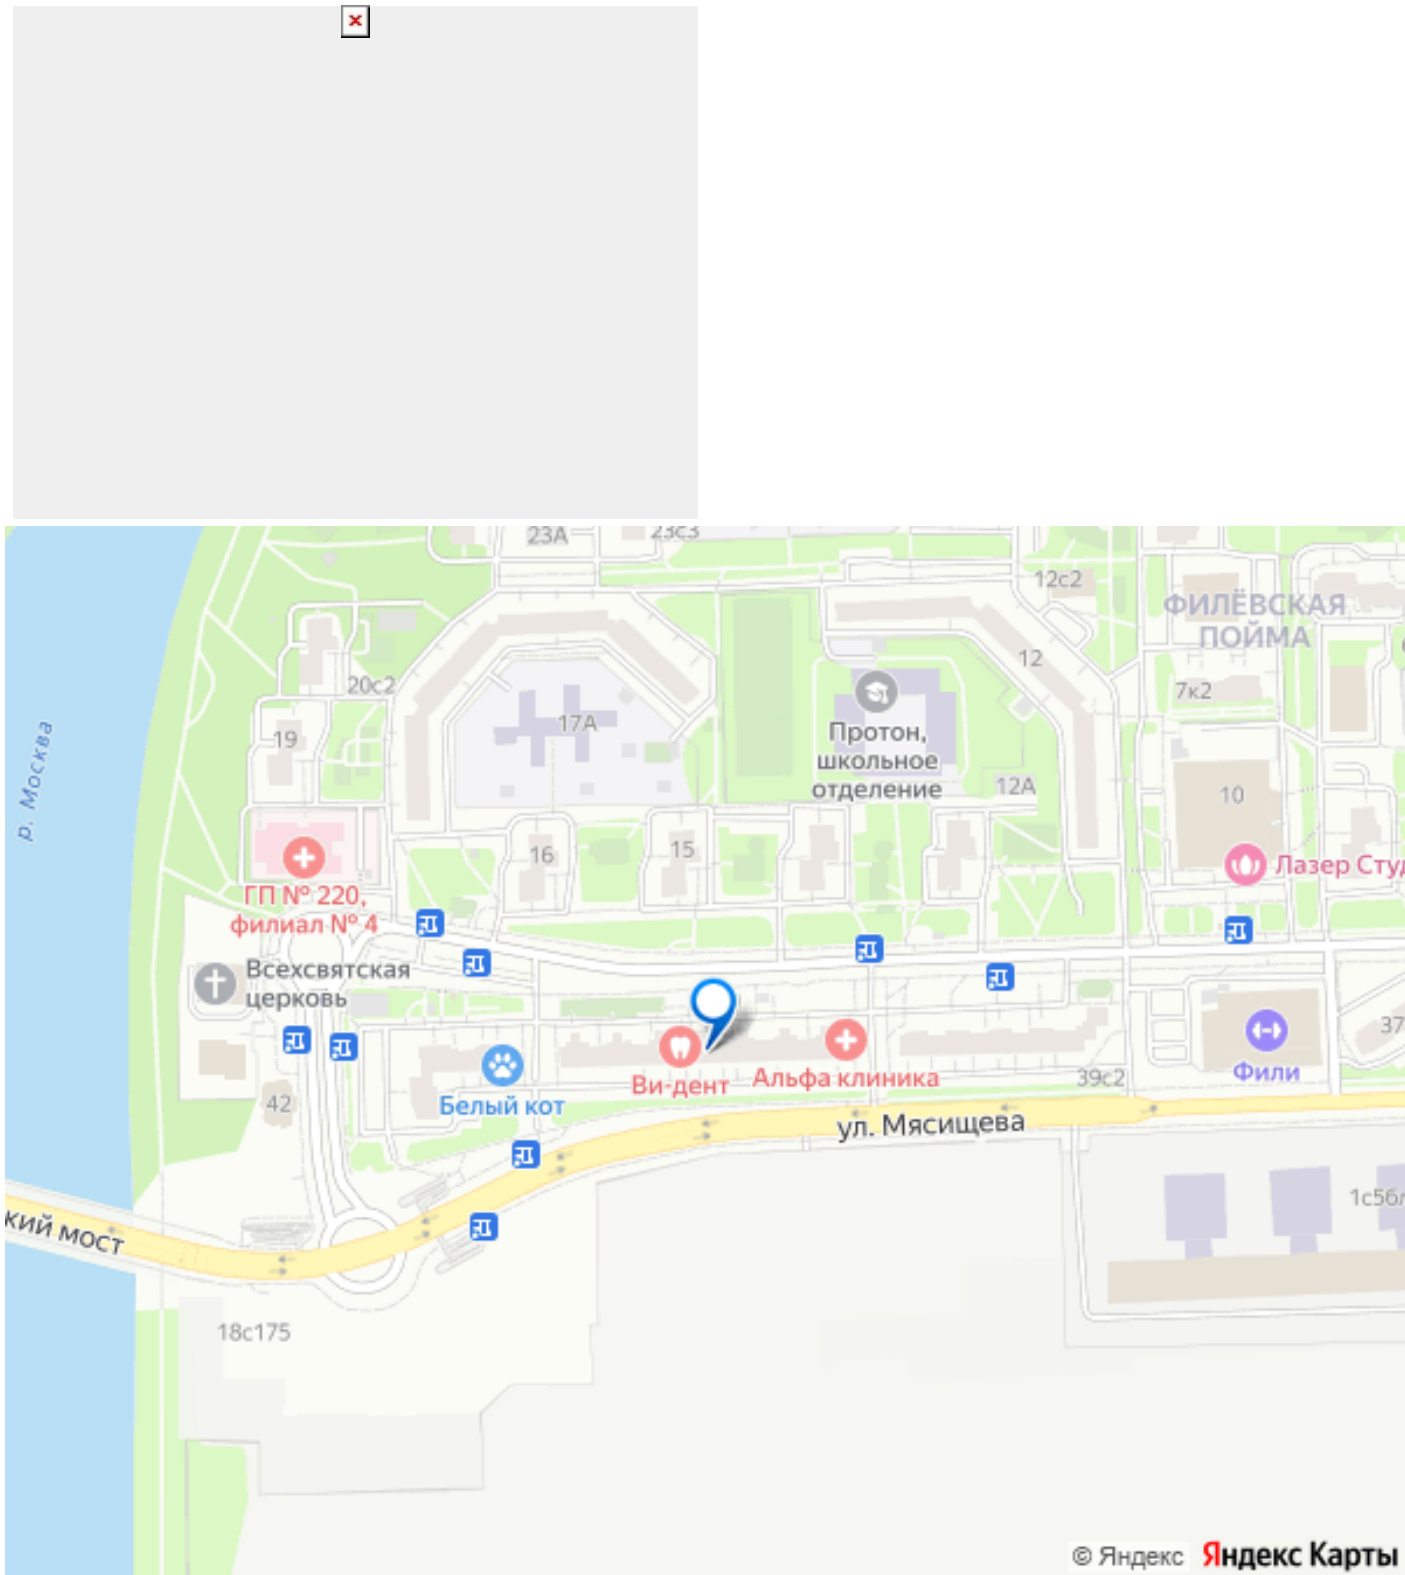 23А
23с3
12с2
ФИЛЁВСКАЯ
ПОЙМА
12
20с2
7к2
17А
19
Протон,
школьное
отделение
р. Москва
12А
10
16
15
Лазер Сту
ГП № 220,
филиал № 4
Всехсвятская
церковь
37
Ви-дент
Альфа клиника
39с2
Фили
Белый кот
42
ул. Мясищева
1с56
кий мост
18с175
© Яндекс Яндекс Карты